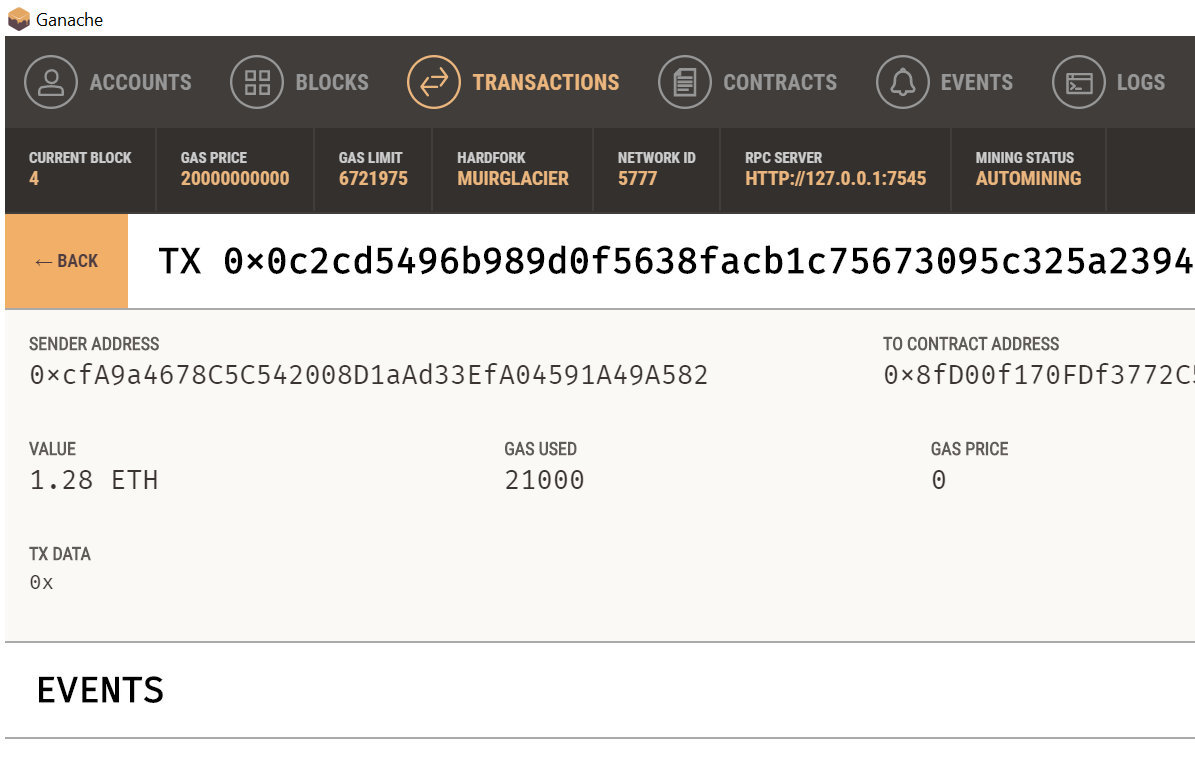 Ganache
ACCOUNTS BLOCKS TRANSACTIONS CONTRACTS EVENTS LOGS
CURRENT BLOCK GAS PRICE GAS LIMIT HARDFORK NETWORK ID RPC SERVER MINING STATUS
4 20000000000 6721975 MUIRGLACIER 5777 HTTP://127.0.0.1:7545 AUTOMINING
← BACK TX 0×0c2cd5496b989d0f5638facb1c75673095c325a2394
SENDER ADDRESS TO CONTRACT ADDRESS
0×cfA9a4678C5C542008D1aAd33EfA04591A49A582 0×8fD00f170FDf3772C5
VALUE GAS USED GAS PRICE
1.28 ETH 21000 0
TX DATA
0x
EVENTS